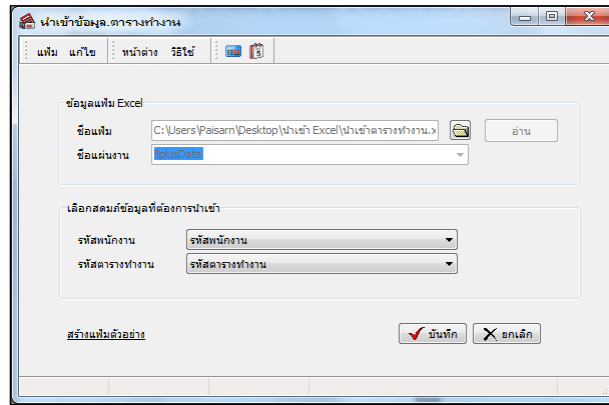 นำเข้าข้อมูล.ตารางทำงาน
แฟ้ม แก้ไข หน้าต่าง วิธีใช้
ข้อมูลแฟ้ม Excel
ชื่อแฟ้ม C:\Users\Paisarn\Desktop\นำเข้า Excel\นำเข้าตารางทำงาน.x อ่าน
ชื่อแผ่นงาน BplusData
เลือกสดมภ์ข้อมูลที่ต้องการนำเข้า
รหัสพนักงาน รหัสพนักงาน
รหัสตารางทำงาน รหัสตารางทำงาน
สร้างแฟ้มตัวอย่าง บันทึก ยกเลิก